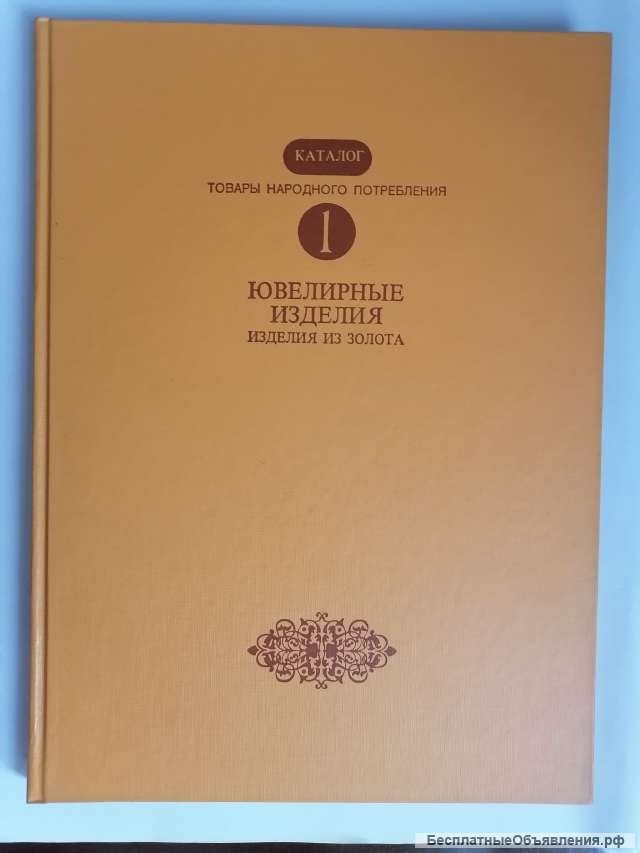 КАТАЛОГ
ТОВАРЫ НАРОДНОГО ПОТРЕБЛЕНИЯ
1
ЮВЕЛИРНЫЕ
ИЗДЕЛИЯ
ИЗДЕЛИЯ ИЗ ЗОЛОТА
БесплатныеОбъявления.рф